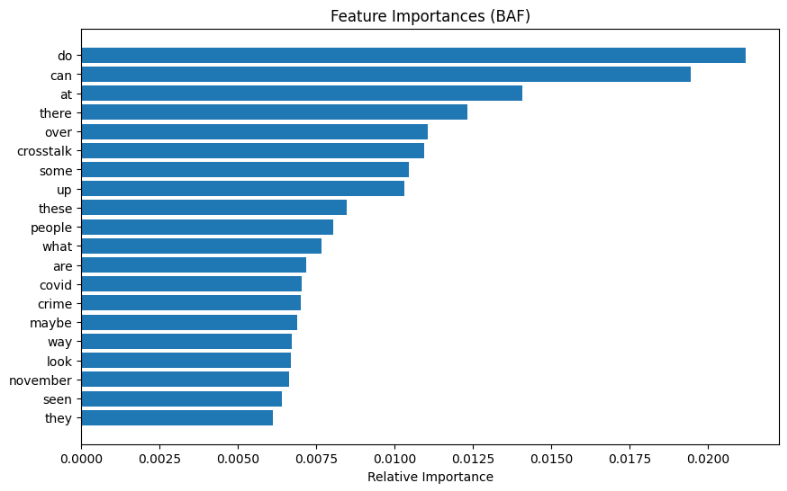 Feature Importances (BAF)
do
can
at
there
over
crosstalk
some
up
these
people
what
are
covid
crime
maybe
way
look
november
seen
they
0.0000 0.0025 0.0050 0.0075 0.0100 0.0125 0.0150 0.0175 0.0200
Relative Importance